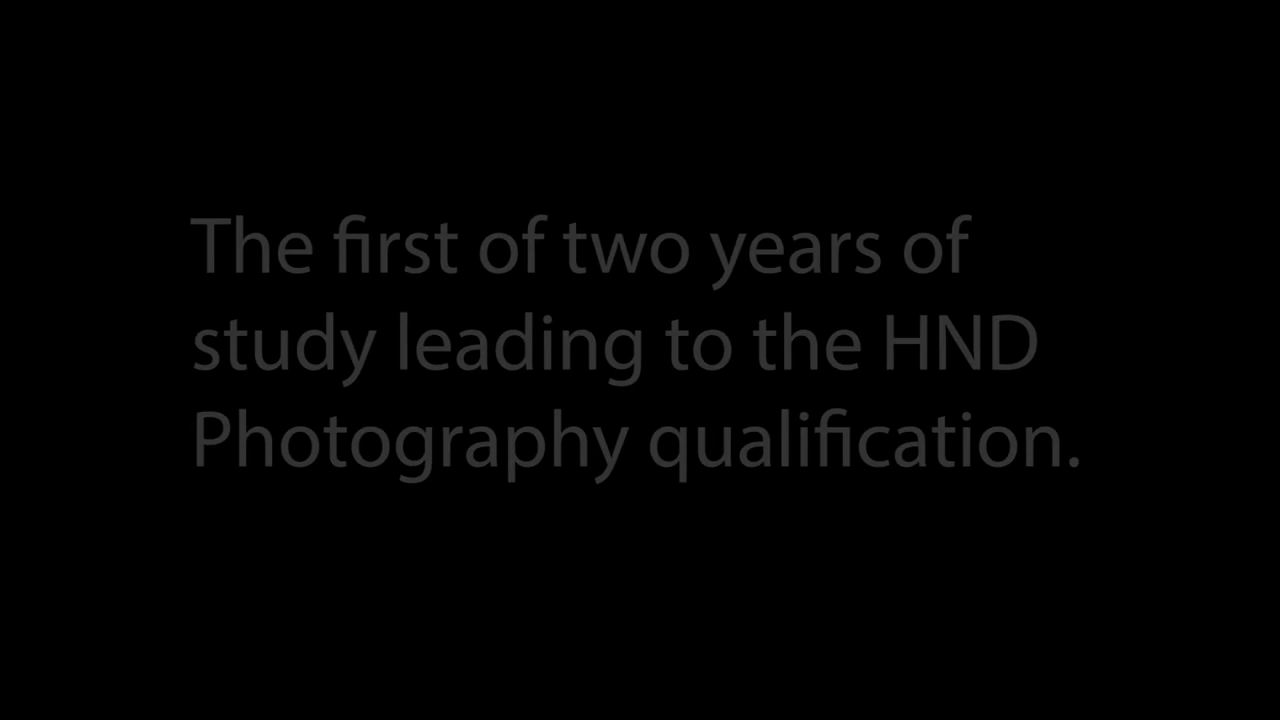 The first of two years of
study leading to the HND
Photography qualification.